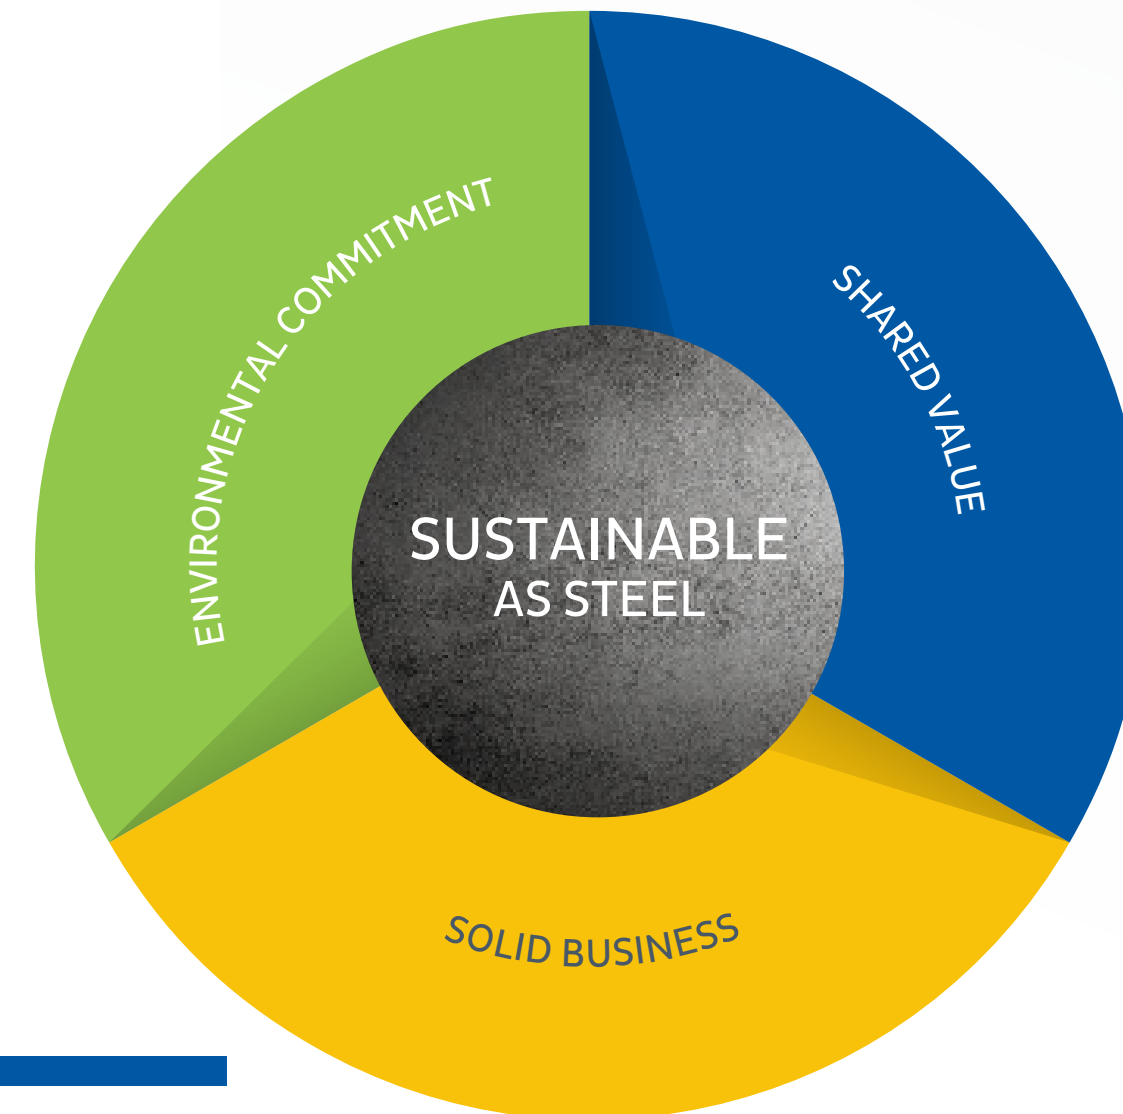 ENVIRONMENTAL COMMITMENT
SHARED VALUE
SUSTAINABLE
AS STEEL
SOLID BUSINESS